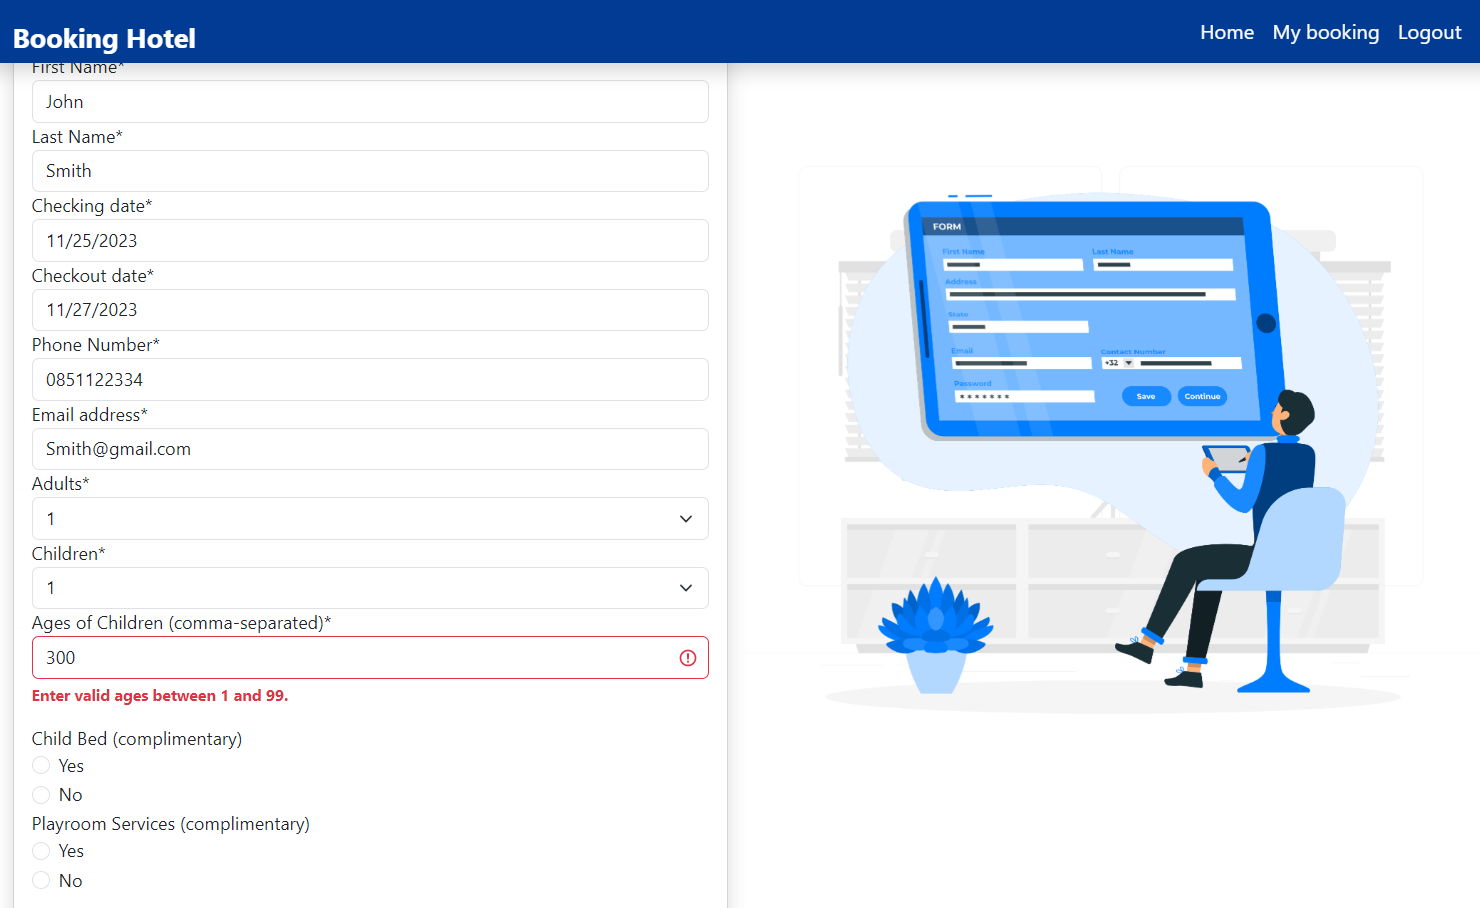 Booking Hotel
Home My booking Logout
First Name*
John
Last Name*
Smith
Checking date*
11/25/2023
Checkout date*
11/27/2023
Phone Number*
0851122334
Email address*
Smith@gmail.com
Adults*
1
Children*
1
Ages of Children (comma-separated)*
300
Enter valid ages between 1 and 99.
Child Bed (complimentary)
Yes
No
Playroom Services (complimentary)
Yes
No
FORM
First Name Last Name
Address
State
Email Contact Number
+32
Password
*******
Save Continue